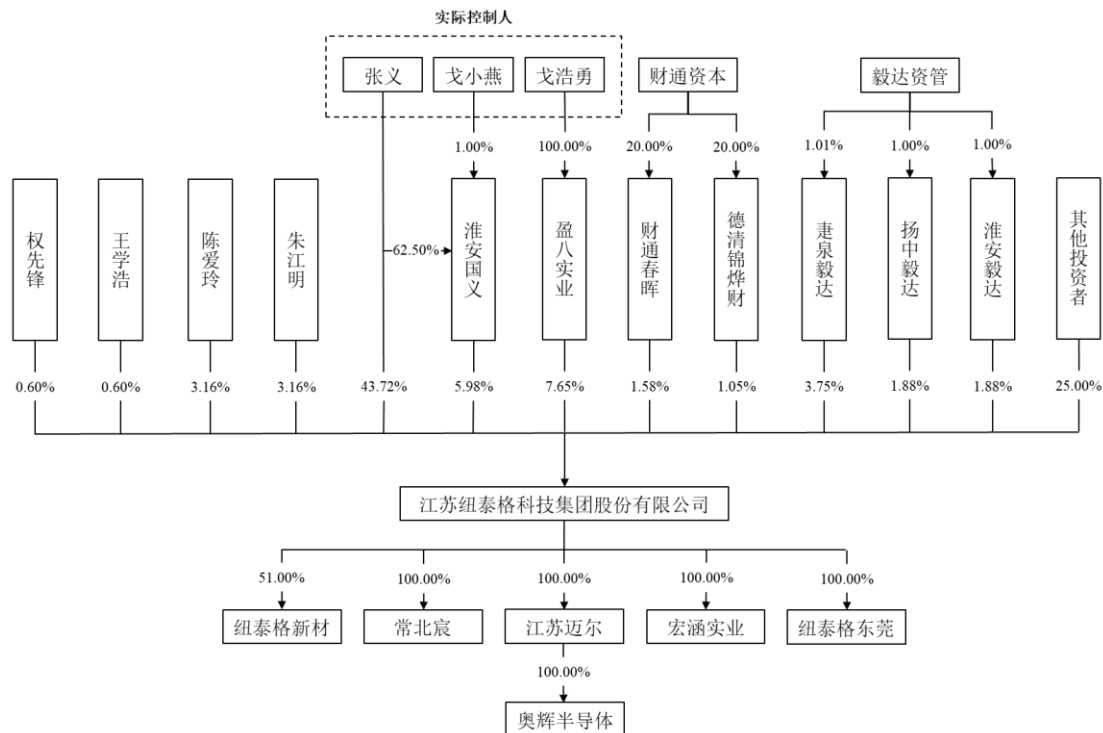 实际控制人
张义 戈小燕 戈浩勇 财通资本 毅达资管
1.00% 100.00% 20.00% 20.00% 1.01% 1.00% 1.00%
权先锋 王学浩 陈爱玲 朱江明 62.50% 淮安国义 盈八实业 财通春晖 德清锦烨财 疌泉毅达 扬中毅达 淮安毅达 其他投资者
0.60% 0.60% 3.16% 3.16% 43.72% 5.98% 7.65% 1.58% 1.05% 3.75% 1.88% 1.88% 25.00%
江苏纽泰格科技集团股份有限公司
51.00% 100.00% 100.00% 100.00% 100.00%
纽泰格新材 常北宸 江苏迈尔 宏涵实业 纽泰格东莞
100.00%
奥辉半导体